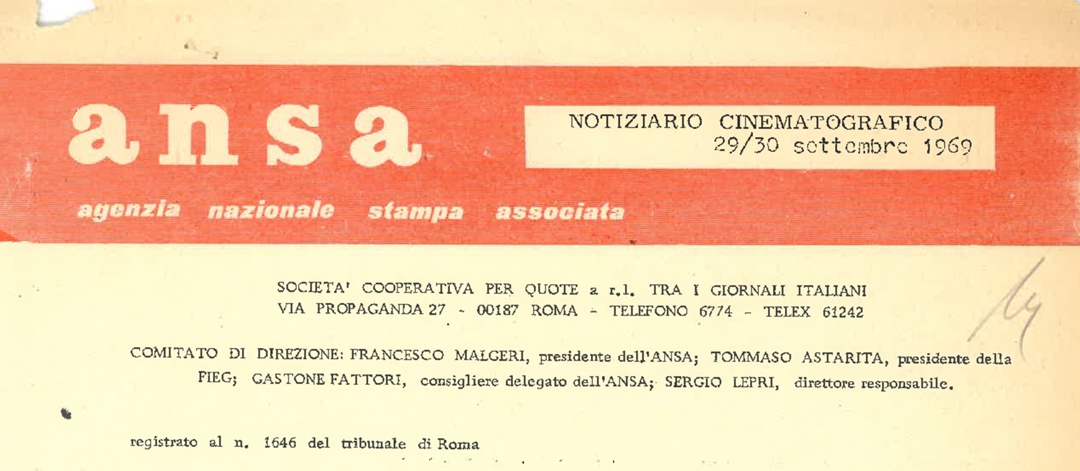 ansa
NOTIZIARIO CINEMATOGRAFICO
29/30 settembre 1969
agenzia nazionale stampa associata
SOCIETA' COOPERATIVA PER QUOTE a r.l. TRA I GIORNALI ITALIANI
VIA PROPAGANDA 27 - 00187 ROMA - TELEFONO 6774 - TELEX 61242
COMITATO DI DIREZIONE: FRANCESCO MALGERI, presidente dell'ANSA; TOMMASO ASTARITA, presidente della
FIEG; GASTONE FATTORI, consigliere delegato dell'ANSA; SERGIO LEPRI, direttore responsabile.
registrato al n. 1646 del tribunale di Roma